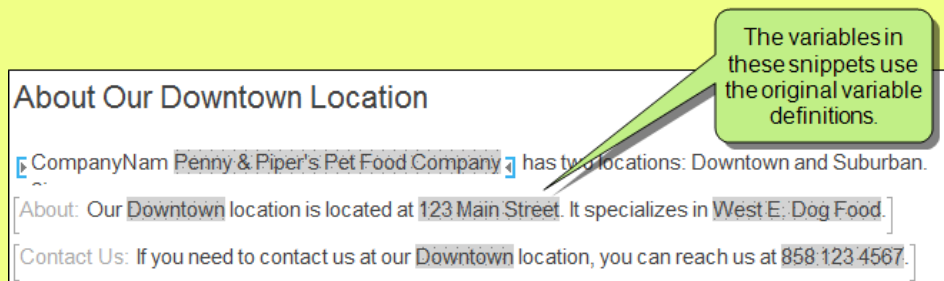 The variables in
these snippets use
the original variable
definitions.
About Our Downtown Location
CompanyNam Penny & Piper's Pet Food Company has two locations: Downtown and Suburban.
About: Our Downtown location is located at 123 Main Street. It specializes in West E: Dog Food.
Contact Us: If you need to contact us at our Downtown location, you can reach us at 858 123 4567.